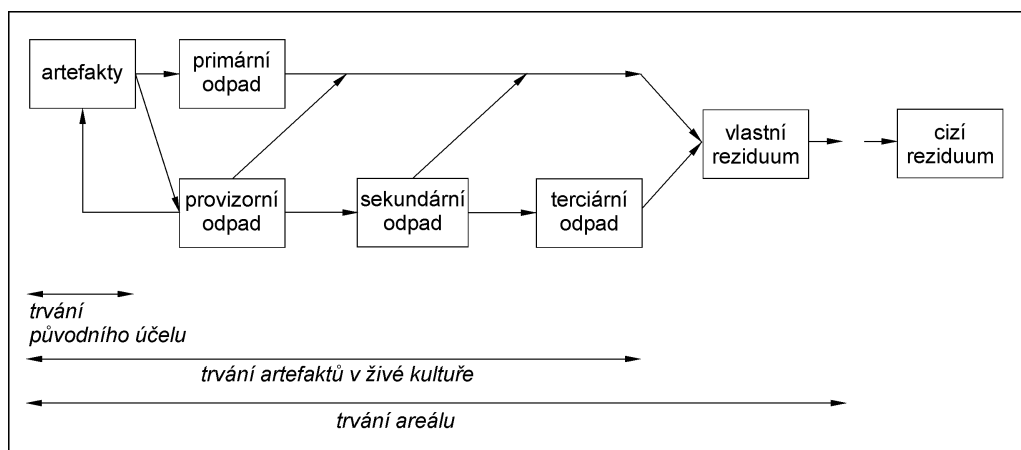 artefakty
primární
odpad
provizorní
odpad
sekundární
odpad
terciární
odpad
vlastní
reziduum
cizí
reziduum
trvání
původního účelu
trvání artefaktů v živé kultuře
trvání areálu